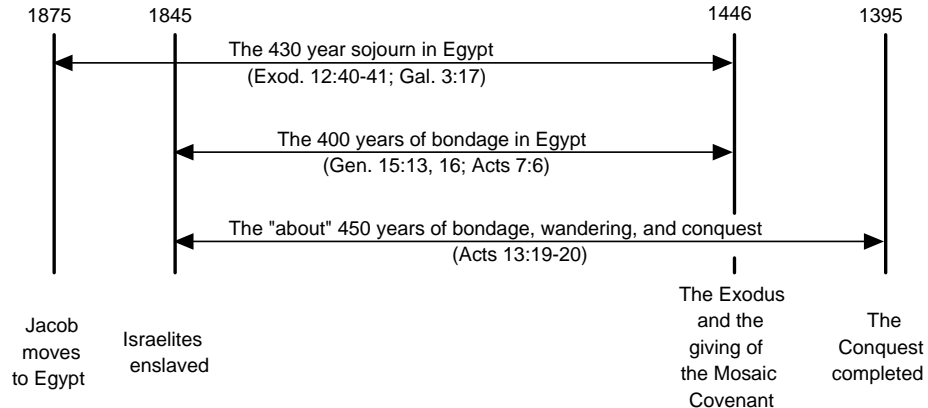 1875 1845 1446 1395
The 430 year sojourn in Egypt
(Exod. 12:40-41; Gal. 3:17)
The 400 years of bondage in Egypt
(Gen. 15:13, 16; Acts 7:6)
The "about" 450 years of bondage, wandering, and conquest
(Acts 13:19-20)
Jacob
moves
to Egypt
Israelites
enslaved
The Exodus
and the
giving of
the Mosaic
Covenant
The
Conquest
completed